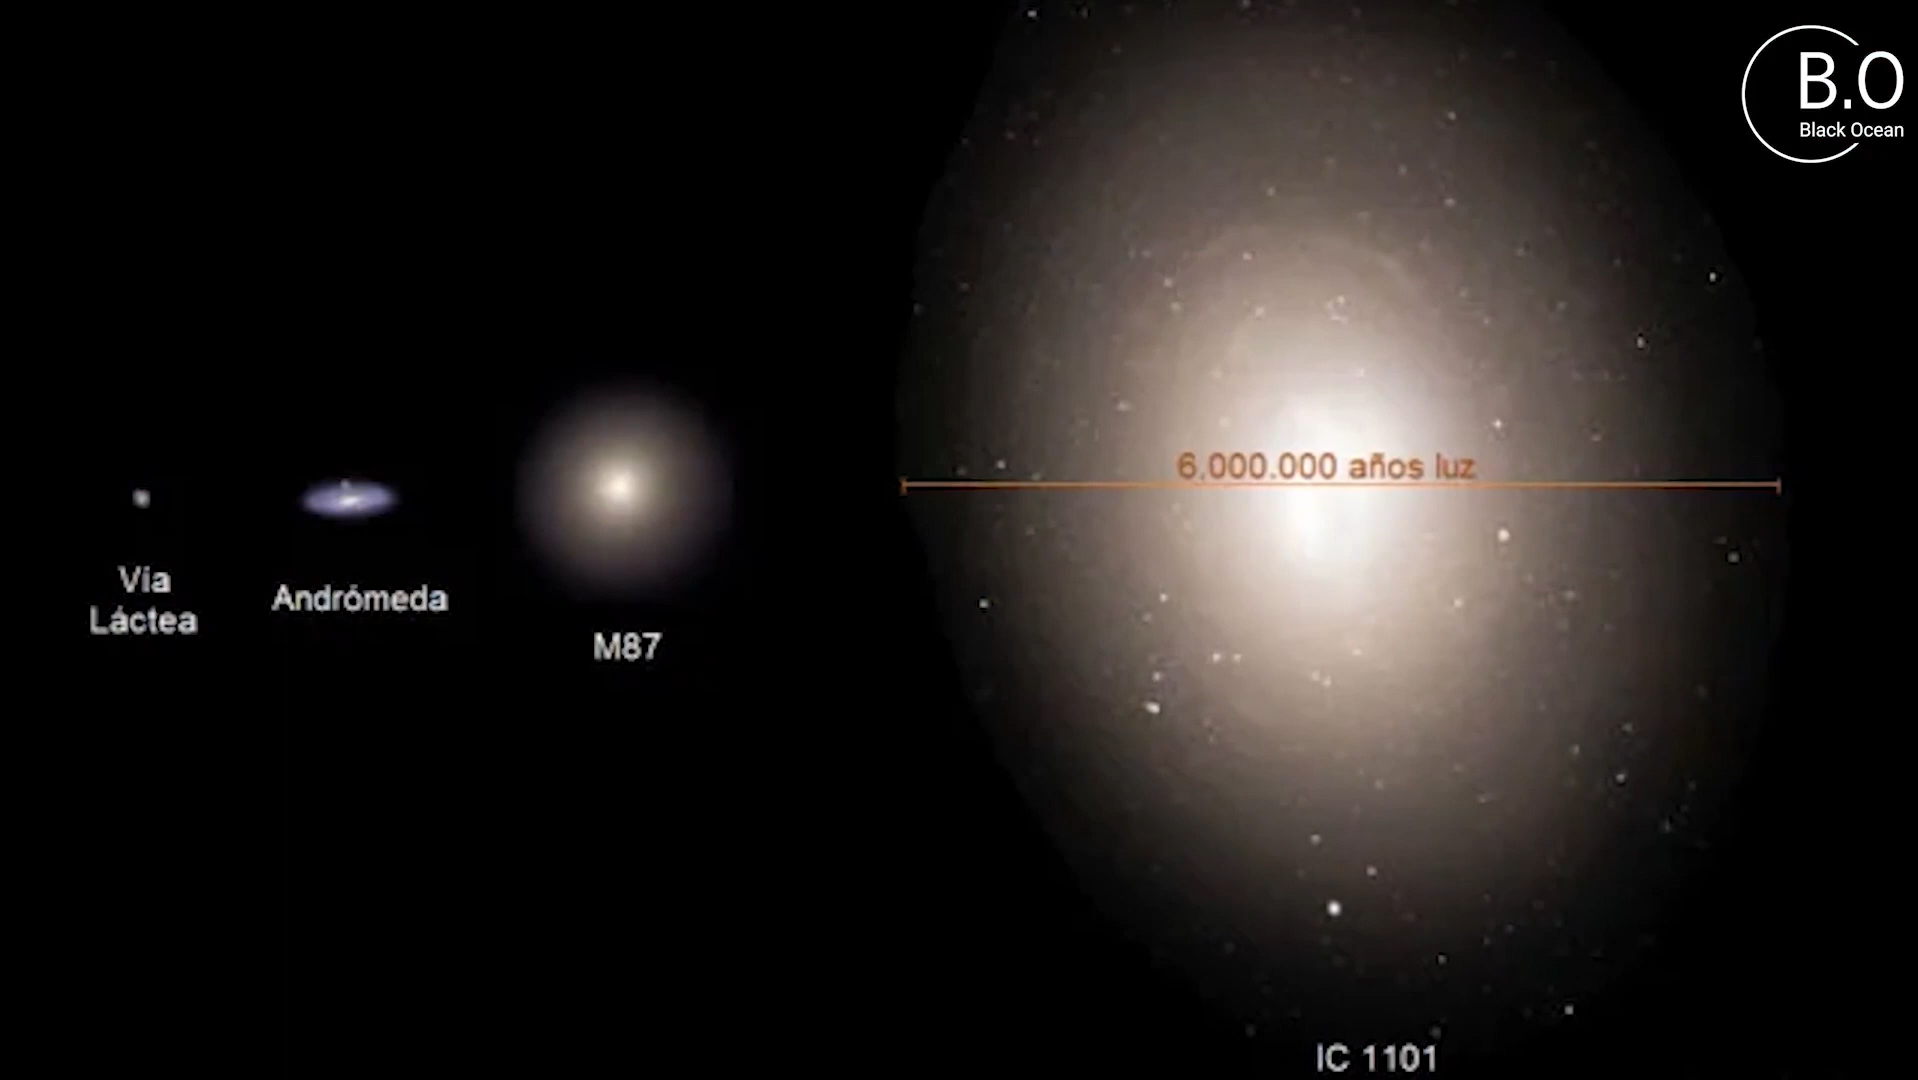 B.O
Black Ocean
6.000.000 años luz
Vía
Láctea
Andrómeda
M87
IC 1101